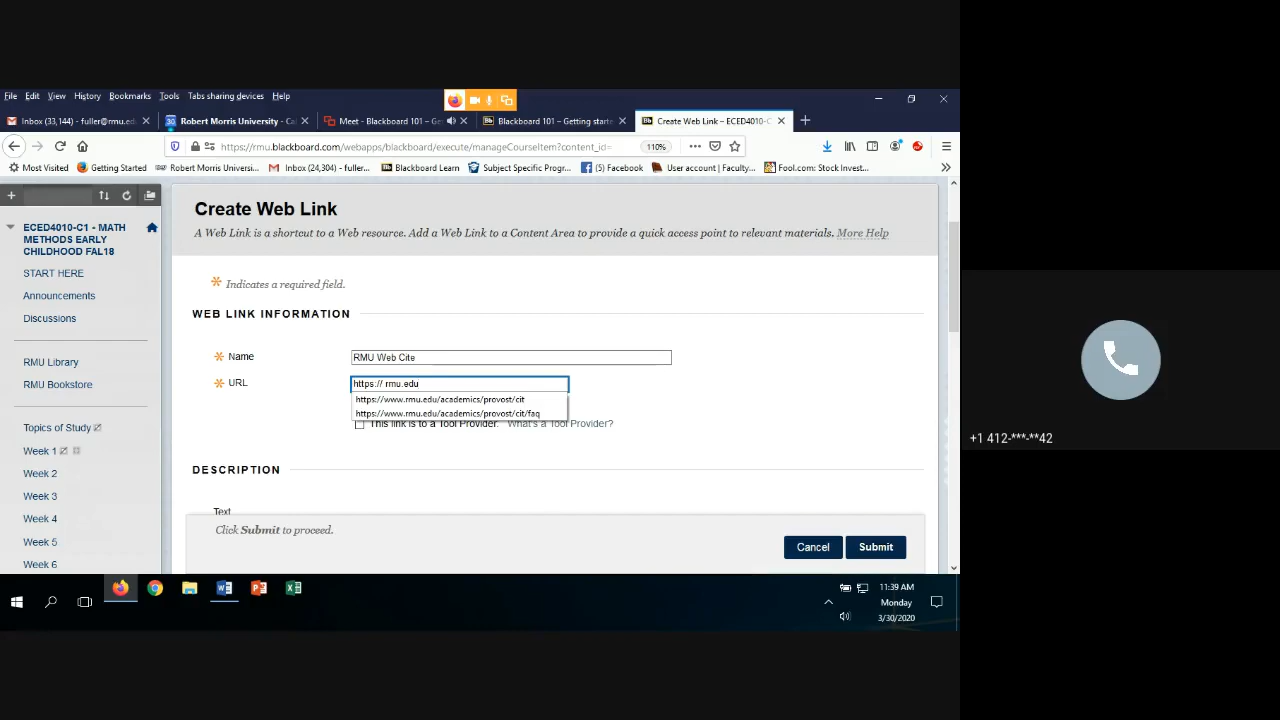 File Edit View History Bookmarks Tools Tabs sharing devices Help
Inbox (33,144) - fuller@rmu.ed
30 Robert Morris University - Ca
Meet - Blackboard 101 – Ge
Bb Blackboard 101 – Getting starte
Bb Create Web Link – ECED4010-C
https://rmu.blackboard.com/webapps/blackboard/execute/manageCourseItem?content_id=
110%
Most Visited Getting Started Robert Morris Universi... Inbox (24,304) - fuller... Blackboard Learn Subject Specific Progr... (5) Facebook User account | Faculty... Fool.com: Stock Invest...
ECED4010-C1 - MATH
METHODS EARLY
CHILDHOOD FAL18
START HERE
Announcements
Discussions
RMU Library
RMU Bookstore
Topics of Study
Week 1
Week 2
Week 3
Week 4
Week 5
Week 6
Create Web Link
A Web Link is a shortcut to a Web resource. Add a Web Link to a Content Area to provide a quick access point to relevant materials. More Help
Indicates a required field.
WEB LINK INFORMATION
Name RMU Web Cite
URL https:// rmu.edu
https://www.rmu.edu/academics/provost/cit
https://www.rmu.edu/academics/provost/cit/faq
This link is to a Tool Provider. What's a Tool Provider?
DESCRIPTION
Text
Click Submit to proceed.
Cancel Submit
11:39 AM
Monday
3/30/2020
+1 412-***-**42